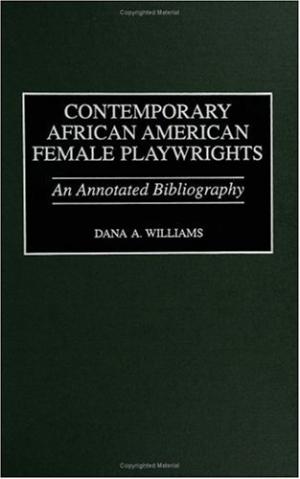 Copyrighted Material
CONTEMPORARY
AFRICAN AMERICAN
FEMALE PLAYWRIGHTS
An Annotated Bibliography
DANA A. WILLIAMS
Copyrighted Material